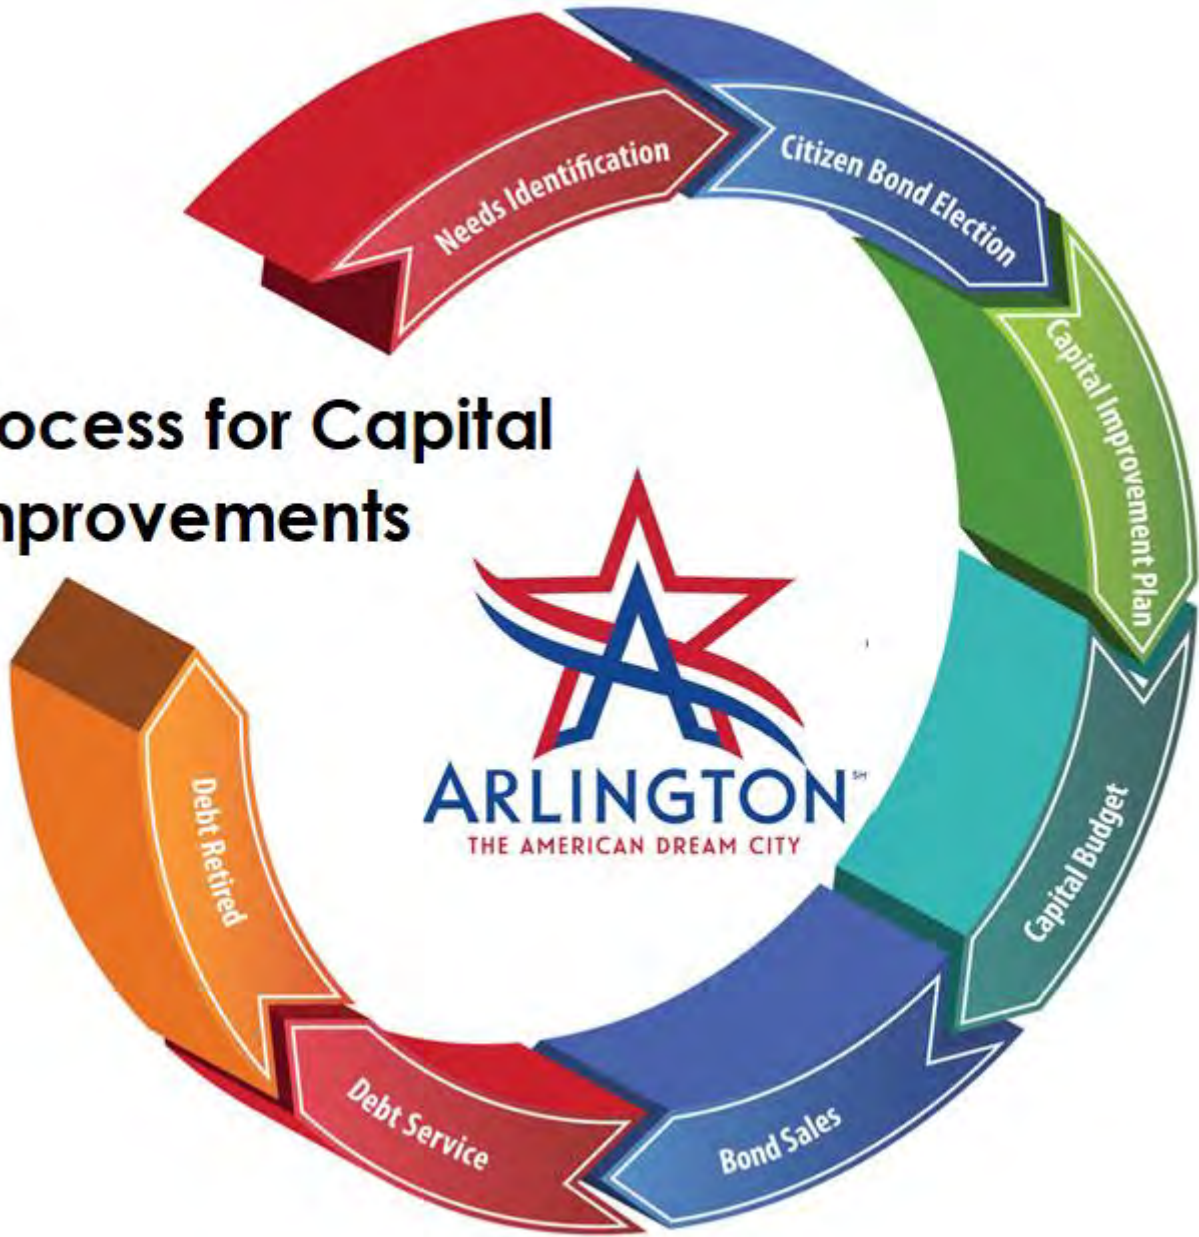 Needs Identification
Citizen Bond Election
Capital Improvement Plan
ocess for Capital
nprovements
ARLINGTON SM
THE AMERICAN DREAM CITY
Capital Budget
Debt Retired
Debt Service
Bond Sales